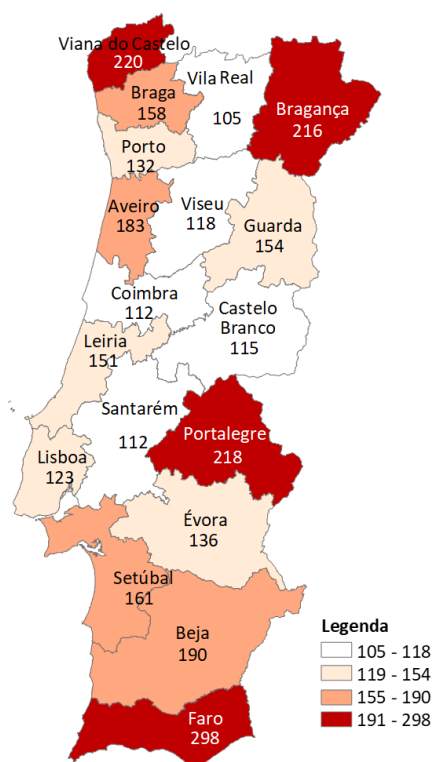 Viana do Castelo
220
Vila Real
105
Braga
158
Bragança
216
Porto
132
Aveiro
183
Viseu
118
Guarda
154
Coimbra
112
Castelo
Branco
115
Leiria
151
Santarém
112
Portalegre
218
Lisboa
123
Évora
136
Setúbal
161
Beja
190
Faro
298
Legenda
105 - 118
119 - 154
155 - 190
191 - 298